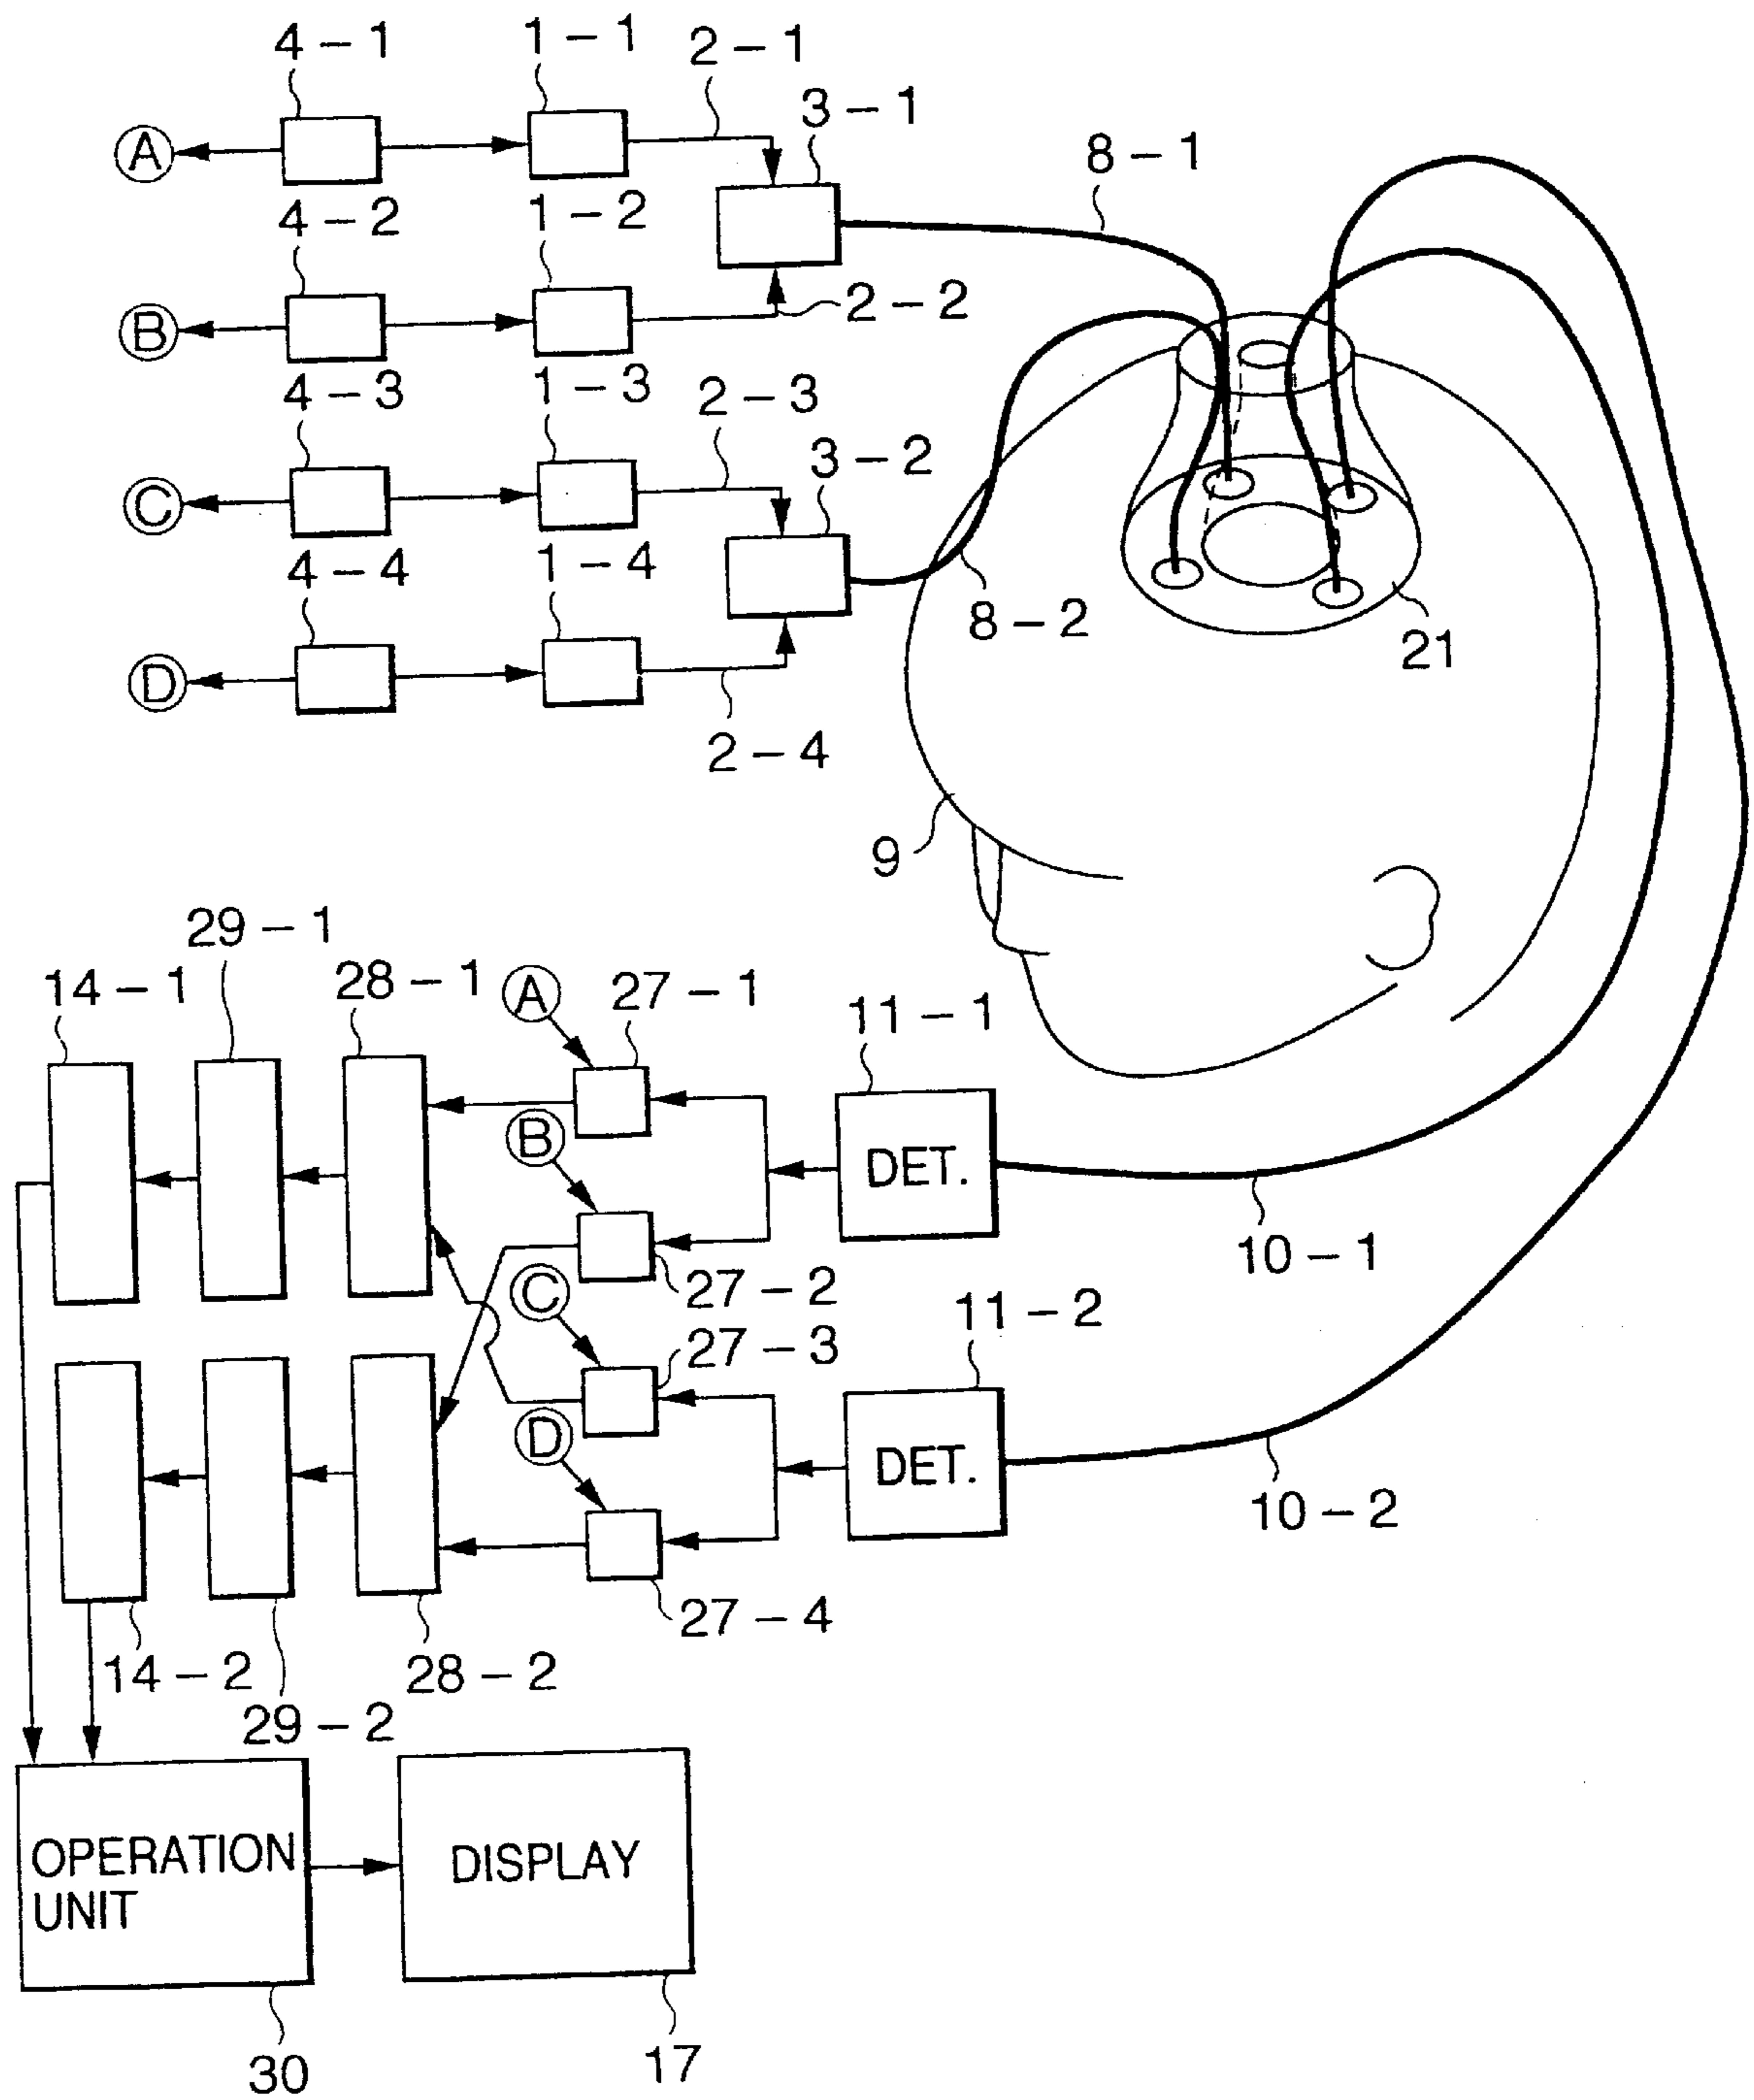 4-1 1-1 2-1
3-1
8-1
A
4-2 1-2
2-2
B
4-3 1-3 2-3
3-2
C
4-4 1-4
8-2
21
D
2-4
9
29-1
14-1 28-1 A 27-1
11-1
B
DET.
10-1
27-2
C
11-2
27-3
D
DET.
10-2
27-4
14-2 28-2
29-2
OPERATION
UNIT
DISPLAY
30
17